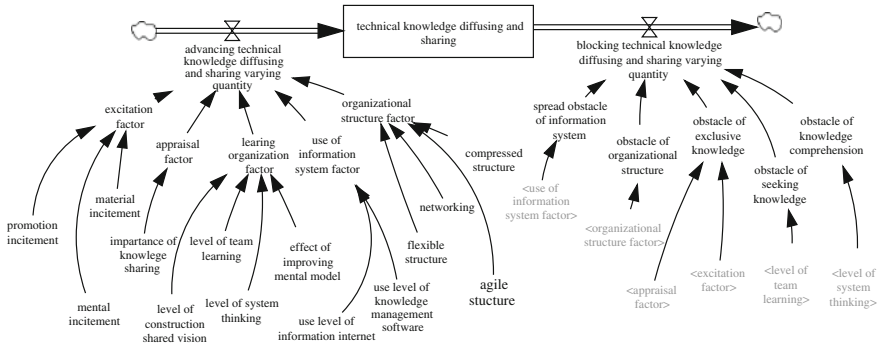 technical knowledge diffusing and
sharing
advancing technical
knowledge diffusing
and sharing varying
quantity
blocking technical knowledge
diffusing and sharing varying
quantity
excitation
factor
appraisal
factor
learing
organization
factor
use of
information
system factor
organizational
structure factor
compressed
structure
spread obstacle
of information
system
obstacle of
organizational
structure
obstacle of
exclusive
knowledge
obstacle of
seeking
knowledge
obstacle of
knowledge
comprehension
promotion
incitement
material
incitement
mental
incitement
impartance of
knowlege
sharing
level of
construction
shared vision
level of team
learning
level of system
thinking
effect of
improving
mental model
use level of
information internet
use level of
knowledge
management
software
flexible
structure
networking
agile
stucture
<use of
information
system factor>
<organizational
structure factor>
<appraisal
factor>
<excitation
factor>
<level of
team
learning>
<level of
system
thinking>